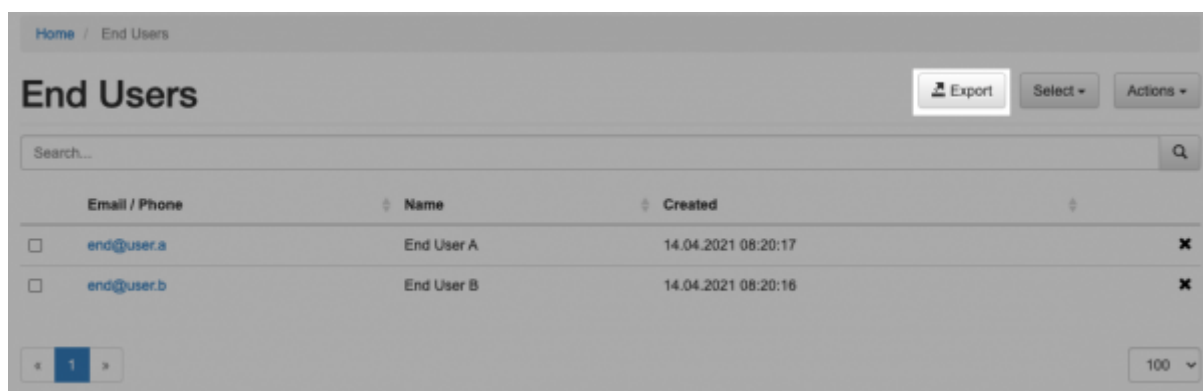 Home / End Users
End Users
Export
Select
Actions
Search...
Email / Phone Name Created
end@user.a End User A 14.04.2021 08:20:17
end@user.b End User B 14.04.2021 08:20:16
« 1 »
100